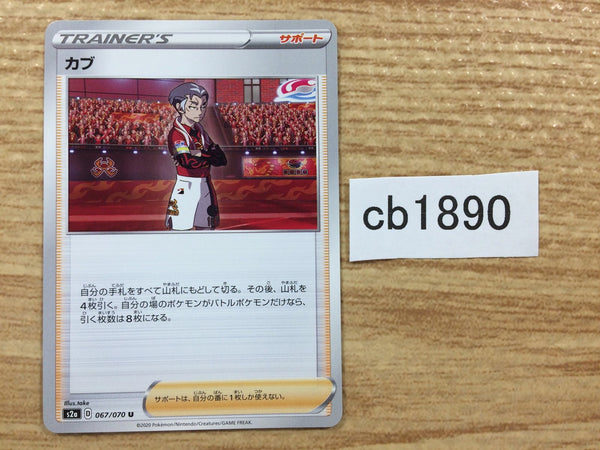 TRAINER'S サポート
カブ
自分の手札をすべて山札にもどして切る。その後、山札を
4枚引く。自分の場のポケモンがバトルポケモンだけなら、
引く枚数は8枚になる。
Illus.take
s2a D 067/070 U
サポートは、自分の番に1枚しか使えない。
©2020 Pokémon/Nintendo/Creatures/GAME FREAK.
cb1890